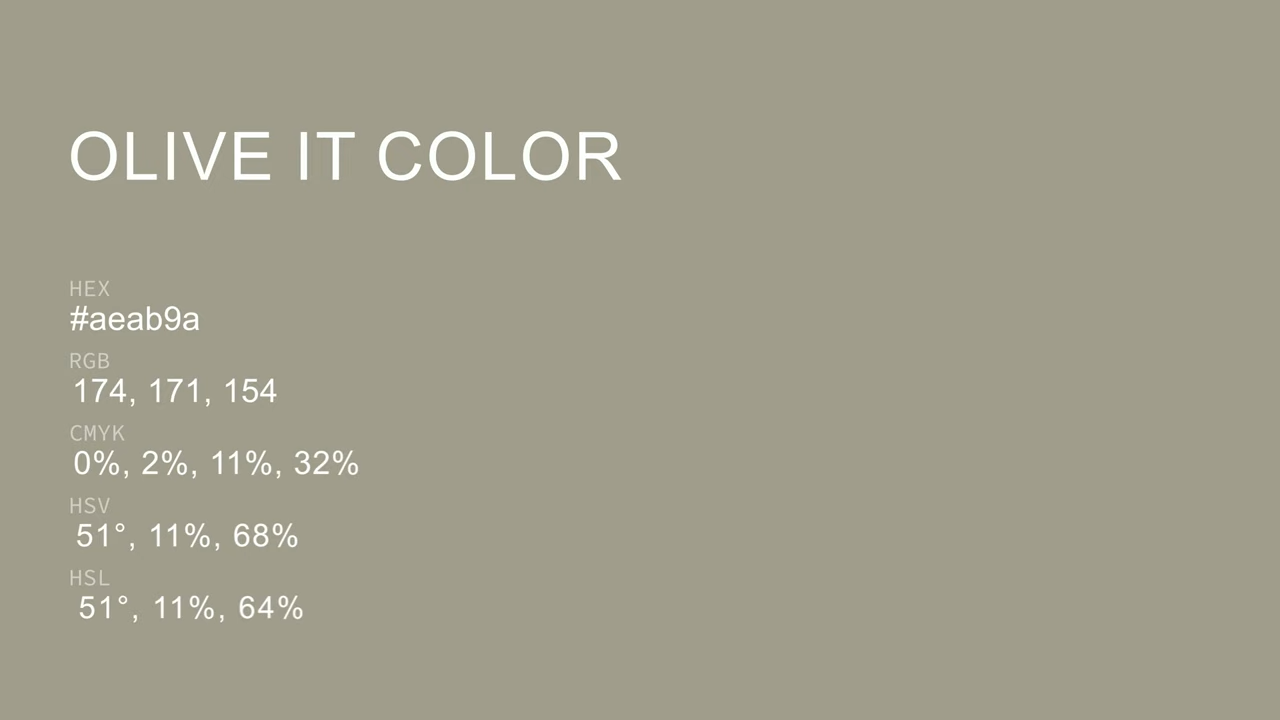 OLIVE IT COLOR
HEX
#aeab9a
RGB
174, 171, 154
CMYK
0%, 2%, 11%, 32%
HSV
51°, 11%, 68%
HSL
51°, 11%, 64%